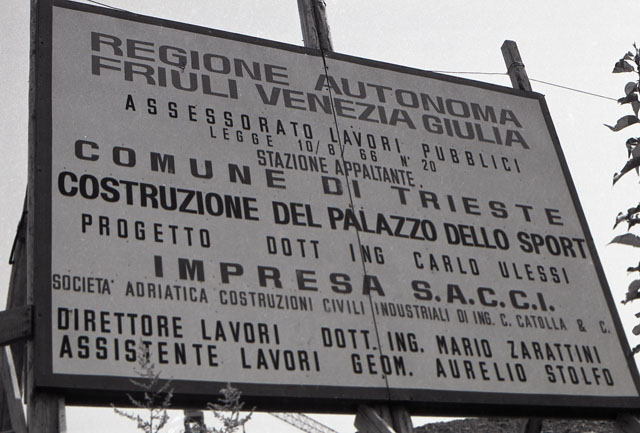 REGIONE AUTONOMA
FRIULI VENEZIA GIULIA
ASSESSORATO LAVORI PUBBLICI
LEGGE 10/8/66 N° 20
STAZIONE APPALTANTE
COMUNE DI TRIESTE
COSTRUZIONE DEL PALAZZO DELLO SPORT
PROGETTO DOTT ING CARLO ULESSI
IMPRESA S.A.C.C.I.
SOCIETA' ADRIATICA COSTRUZIONI CIVILI INDUSTRIALI DI ING. C. CATOLLA & C.
DIRETTORE LAVORI DOTT. ING. MARIO ZARATTINI
ASSISTENTE LAVORI GEOM. AURELIO STOLFO